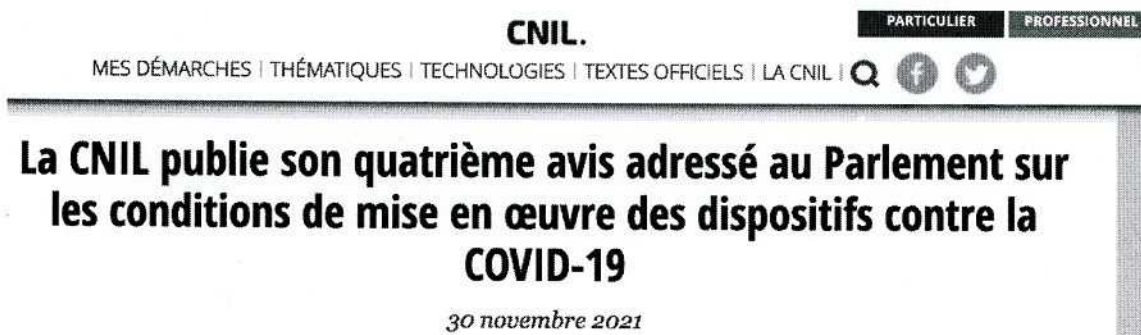 CNIL.
PARTICULIER
PROFESSIONNEL
MES DÉMARCHES | THÉMATIQUES | TECHNOLOGIES | TEXTES OFFICIELS | LA CNIL |
La CNIL publie son quatrième avis adressé au Parlement sur
les conditions de mise en œuvre des dispositifs contre la
COVID-19
30 novembre 2021